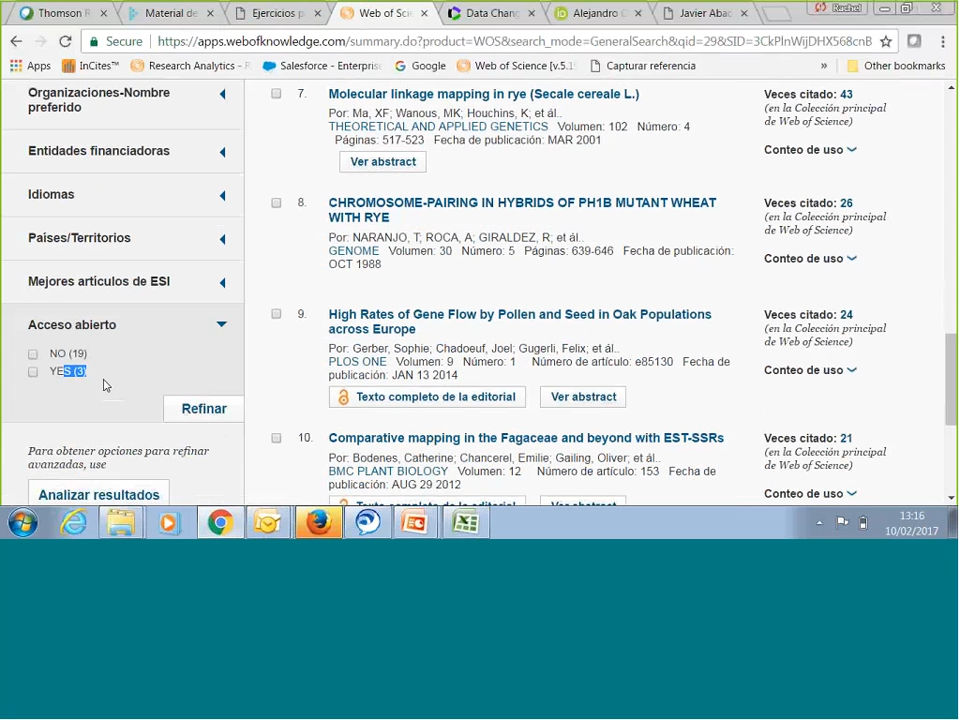 Thomson R
Material de
Ejercicios p
Web of Scie
Data Chang
Alejandro C
Javier Abad
Rachel
Secure
https://apps.webofknowledge.com/summary.do?product=WOS&search_mode=GeneralSearch&qid=29&SID=3CkPlnWijDHX568cnB
Apps
InCites™
Research Analytics - R
Salesforce - Enterprise
Google
Web of Science [v.5.1
Capturar referencia
»
Other bookmarks
Organizaciones-Nombre
preferido
Entidades financiadoras
Idiomas
Países/Territorios
Mejores artículos de ESI
Acceso abierto
NO (19)
YES (3)
Refinar
Para obtener opciones para refinar
avanzadas, use
Analizar resultados
7. Molecular linkage mapping in rye (Secale cereale L.)
Por: Ma, XF; Wanous, MK; Houchins, K; et ál..
THEORETICAL AND APPLIED GENETICS Volumen: 102 Número: 4
Páginas: 517-523 Fecha de publicación: MAR 2001
Ver abstract
Veces citado: 43
(en la Colección principal
de Web of Science)
Conteo de uso
8. CHROMOSOME-PAIRING IN HYBRIDS OF PH1B MUTANT WHEAT
WITH RYE
Por: NARANJO, T; ROCA, A; GIRALDEZ, R; et ál..
GENOME Volumen: 30 Número: 5 Páginas: 639-646 Fecha de publicación:
OCT 1988
Veces citado: 26
(en la Colección principal
de Web of Science)
Conteo de uso
9. High Rates of Gene Flow by Pollen and Seed in Oak Populations
across Europe
Por: Gerber, Sophie; Chadoeuf, Joel; Gugerli, Felix; et ál..
PLOS ONE Volumen: 9 Número: 1 Número de artículo: e85130 Fecha de
publicación: JAN 13 2014
Texto completo de la editorial
Ver abstract
Veces citado: 24
(en la Colección principal
de Web of Science)
Conteo de uso
10. Comparative mapping in the Fagaceae and beyond with EST-SSRs
Por: Bodenes, Catherine; Chancerel, Emilie; Gailing, Oliver; et ál..
BMC PLANT BIOLOGY Volumen: 12 Número de artículo: 153 Fecha de
publicación: AUG 29 2012
Texto completo de la editorial
Ver abstract
Veces citado: 21
(en la Colección principal
de Web of Science)
Conteo de uso
13:16
10/02/2017